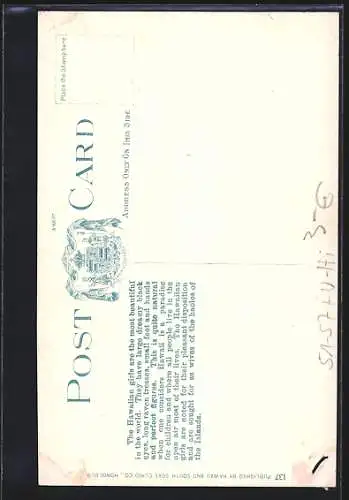 Place the Stamp here
POST CARD
ADDRESS ONLY ON THIS SIDE
The Hawaiian girls are the most beautiful
in the world. They have large dreamy black
eyes, long raven tresses, small feet and hands
and perfect figures. This is quite natural
when one considers Hawaii is a paradise
for children and where all people live in the
open air most of their lives. The Hawaiian
girls are noted for their pleasant disposition
and are sought for as wives of the haoles of
the Islands.
137 PUBLISHED BY HAWAII AND SOUTH SEAS CURIO CO., HONOLULU
3-€